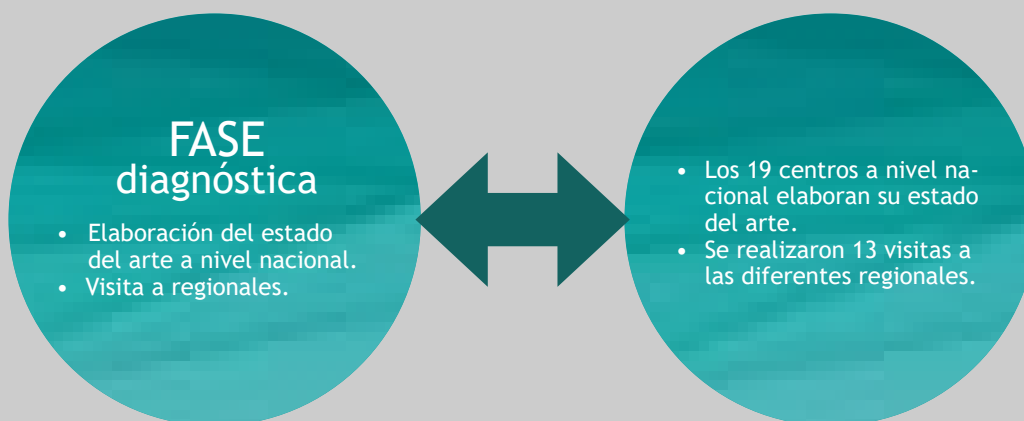 FASE
diagnóstica
• Elaboración del estado
del arte a nivel nacional.
• Visita a regionales.
• Los 19 centros a nivel na-
cional elaboran su estado
del arte.
• Se realizaron 13 visitas a
las diferentes regionales.